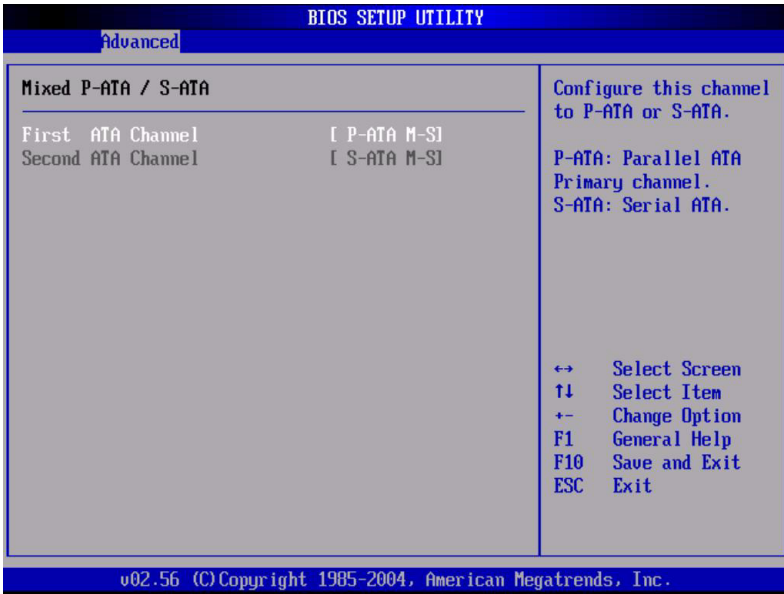 BIOS SETUP UTILITY
Advanced
Mixed P-ATA / S-ATA
First ATA Channel [ P-ATA M-S]
Second ATA Channel [ S-ATA M-S]
Configure this channel
to P-ATA or S-ATA.
P-ATA: Parallel ATA
Primary channel.
S-ATA: Serial ATA.
←→ Select Screen
↑↓ Select Item
+- Change Option
F1 General Help
F10 Save and Exit
ESC Exit
v02.56 (C)Copyright 1985-2004, American Megatrends, Inc.